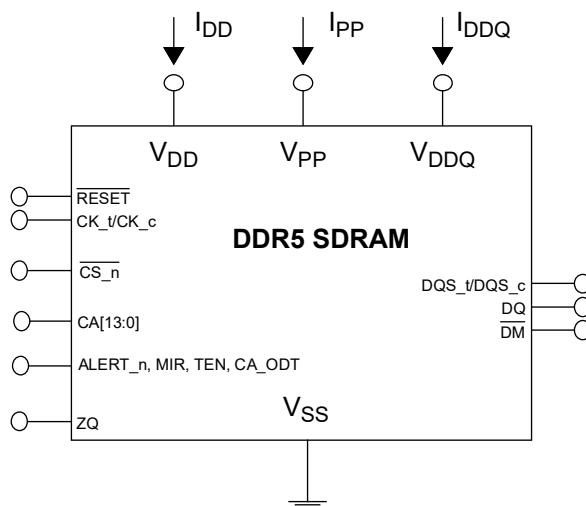 IDD IPP IDDQ
VDD VPP VDDQ
RESET
CK_t/CK_c
DDR5 SDRAM
CS_n
DQS_t/DQS_c
DQ
CA[13:0]
DM
ALERT_n, MIR, TEN, CA_ODT
VSS
ZQ